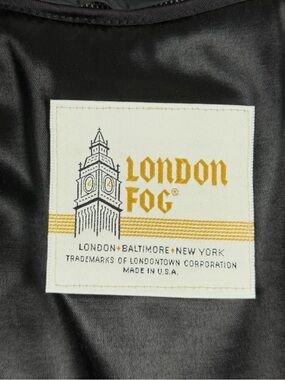 LONDON
FOG®
LONDON•BALTIMORE•NEW YORK
TRADEMARKS OF LONDONTOWN CORPORATION
MADE IN U.S.A.